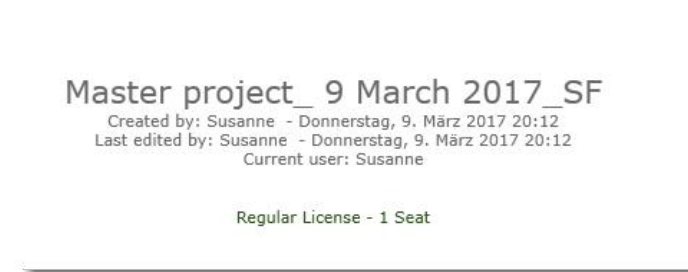 Master project_ 9 March 2017_SF
Created by: Susanne - Donnerstag, 9. März 2017 20:12
Last edited by: Susanne - Donnerstag, 9. März 2017 20:12
Current user: Susanne
Regular License - 1 Seat